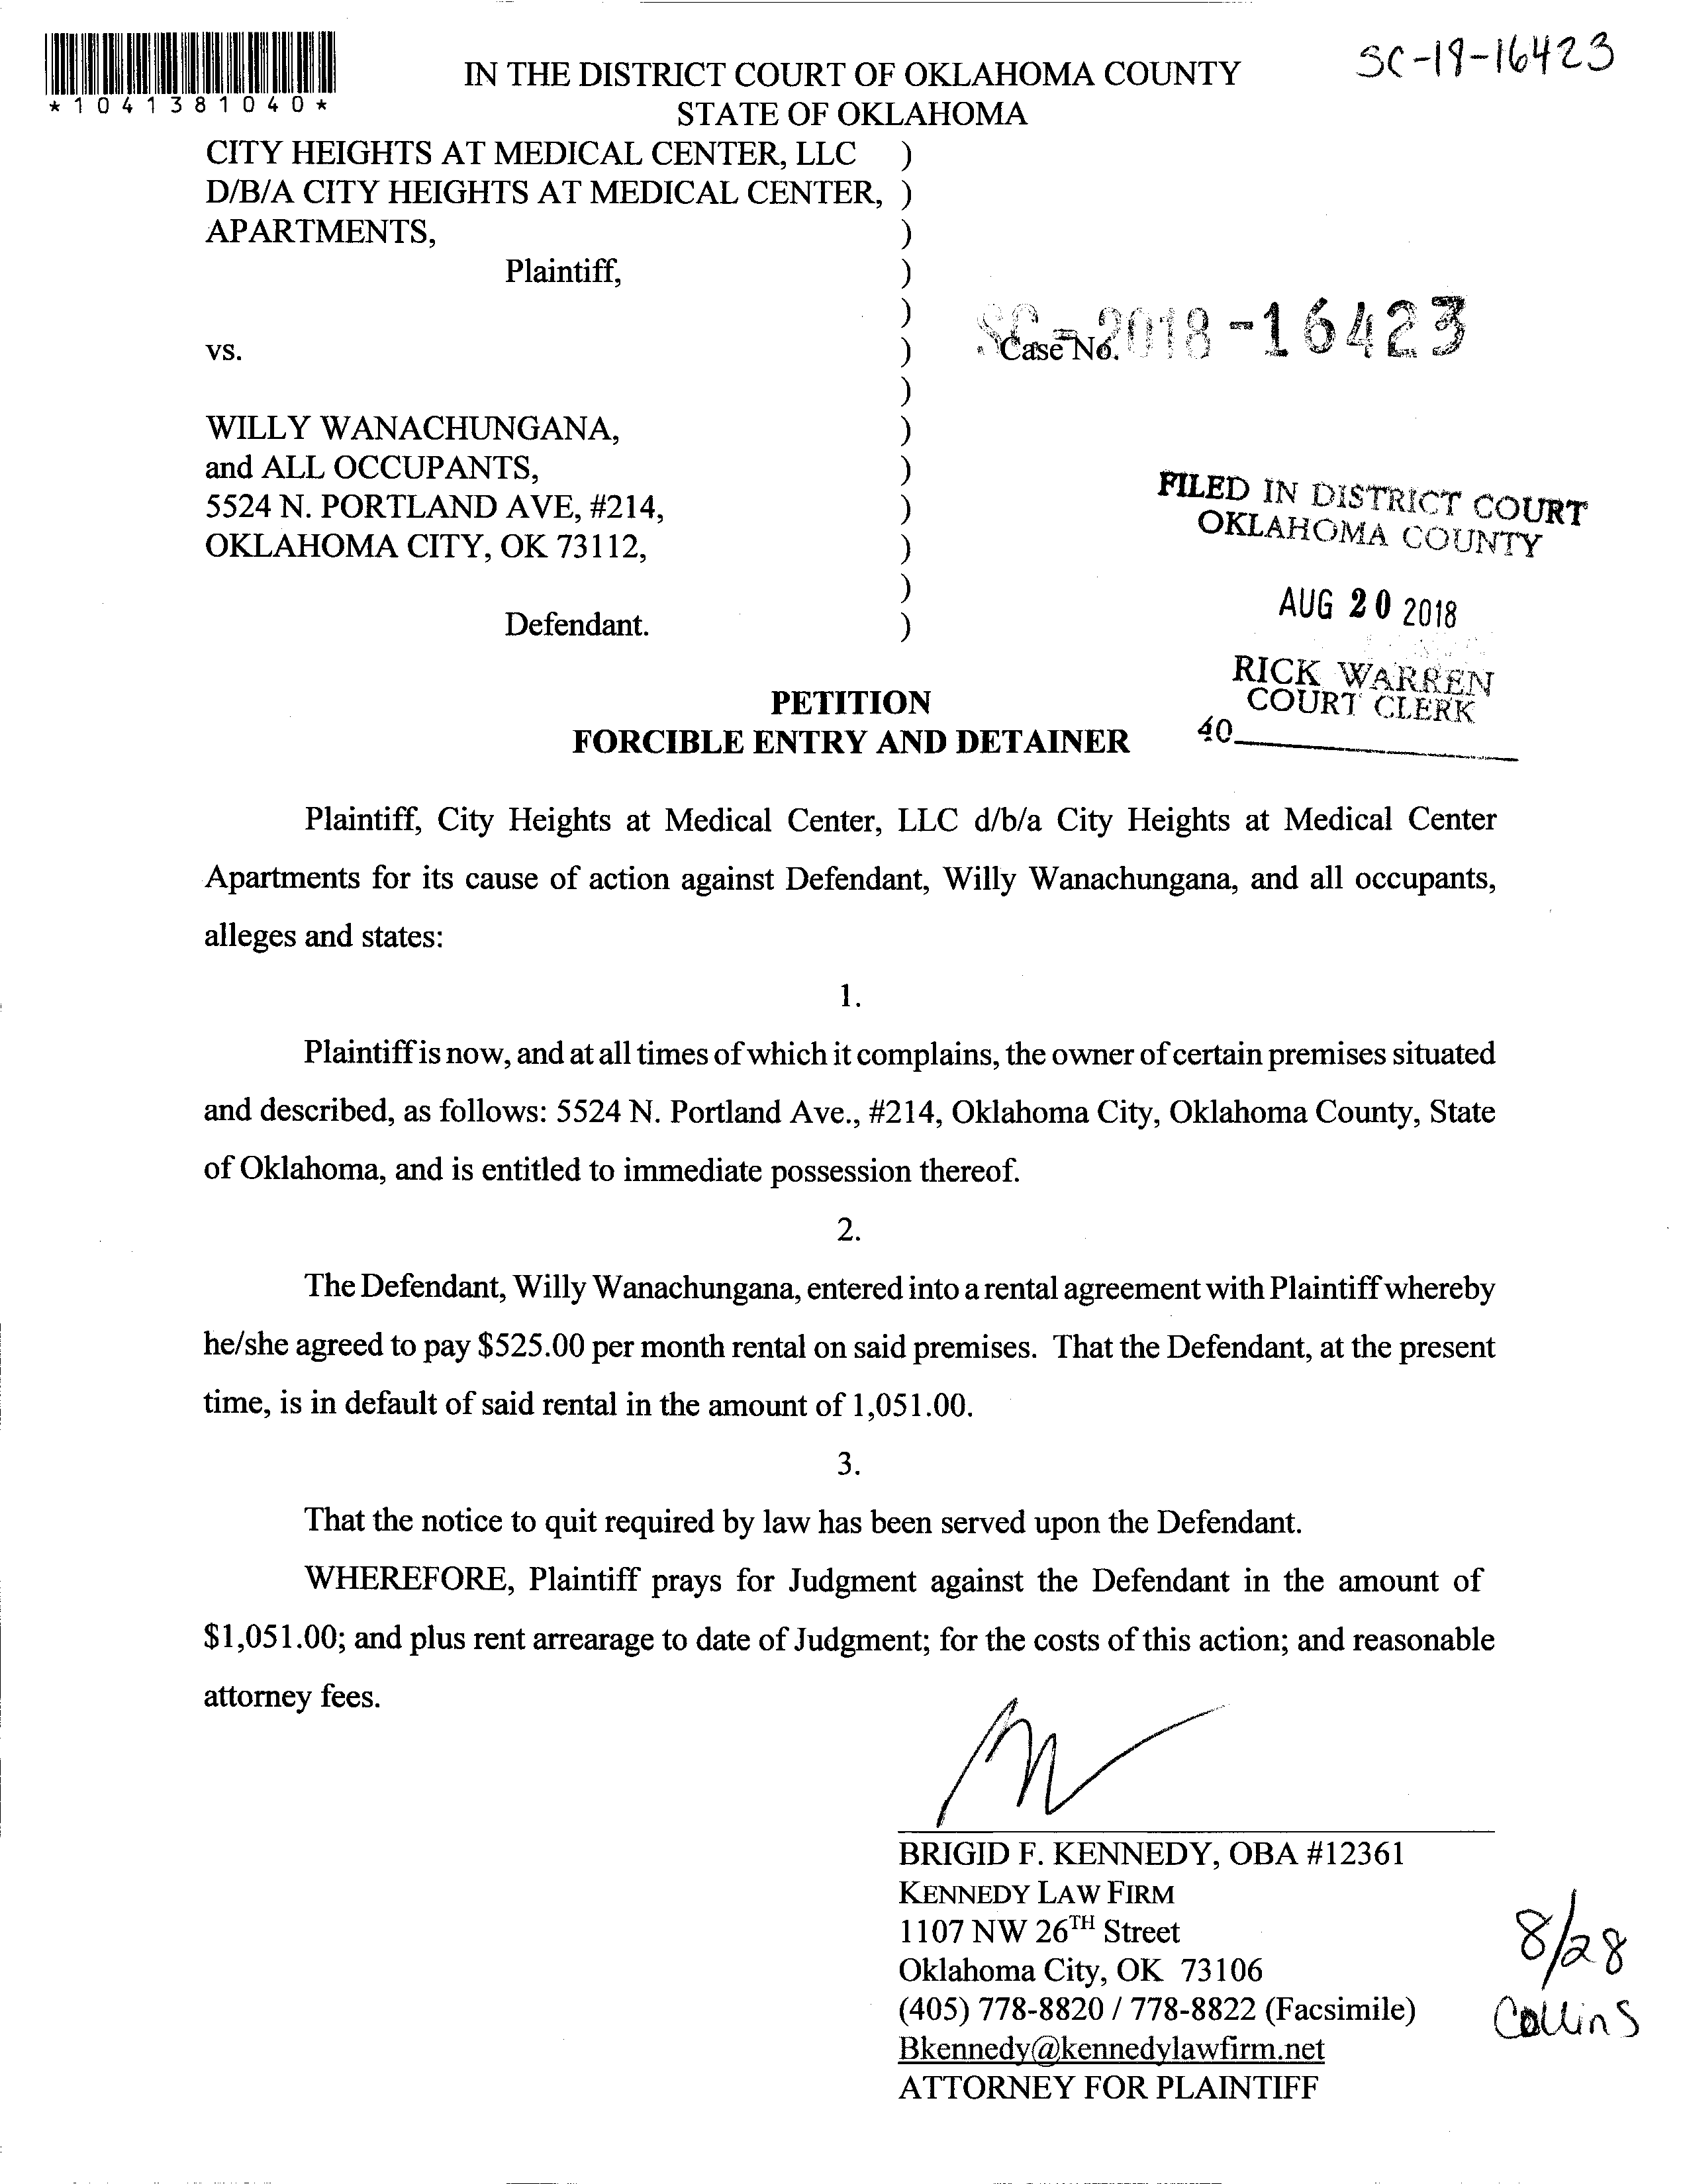 SC-19-16423
*1041381040*
IN THE DISTRICT COURT OF OKLAHOMA COUNTY
STATE OF OKLAHOMA
CITY HEIGHTS AT MEDICAL CENTER, LLC )
D/B/A CITY HEIGHTS AT MEDICAL CENTER, )
APARTMENTS, )
Plaintiff, )
)
vs. ) Case No. SC-2018-16423
)
WILLY WANACHUNGANA, )
and ALL OCCUPANTS, )
5524 N. PORTLAND AVE, #214, )
OKLAHOMA CITY, OK 73112, )
)
Defendant. )
FILED IN DISTRICT COURT
OKLAHOMA COUNTY
AUG 20 2018
RICK WARREN
COURT CLERK
40
PETITION
FORCIBLE ENTRY AND DETAINER
Plaintiff, City Heights at Medical Center, LLC d/b/a City Heights at Medical Center
Apartments for its cause of action against Defendant, Willy Wanachungana, and all occupants,
alleges and states:
1.
Plaintiff is now, and at all times of which it complains, the owner of certain premises situated
and described, as follows: 5524 N. Portland Ave., #214, Oklahoma City, Oklahoma County, State
of Oklahoma, and is entitled to immediate possession thereof.
2.
The Defendant, Willy Wanachungana, entered into a rental agreement with Plaintiff whereby
he/she agreed to pay $525.00 per month rental on said premises. That the Defendant, at the present
time, is in default of said rental in the amount of 1,051.00.
3.
That the notice to quit required by law has been served upon the Defendant.
WHEREFORE, Plaintiff prays for Judgment against the Defendant in the amount of
$1,051.00; and plus rent arrearage to date of Judgment; for the costs of this action; and reasonable
attorney fees.
BRIGID F. KENNEDY, OBA #12361
KENNEDY LAW FIRM
1107 NW 26TH Street
Oklahoma City, OK 73106
(405) 778-8820 / 778-8822 (Facsimile)
Bkennedy@kennedylawfirm.net
ATTORNEY FOR PLAINTIFF
8/28
Collins